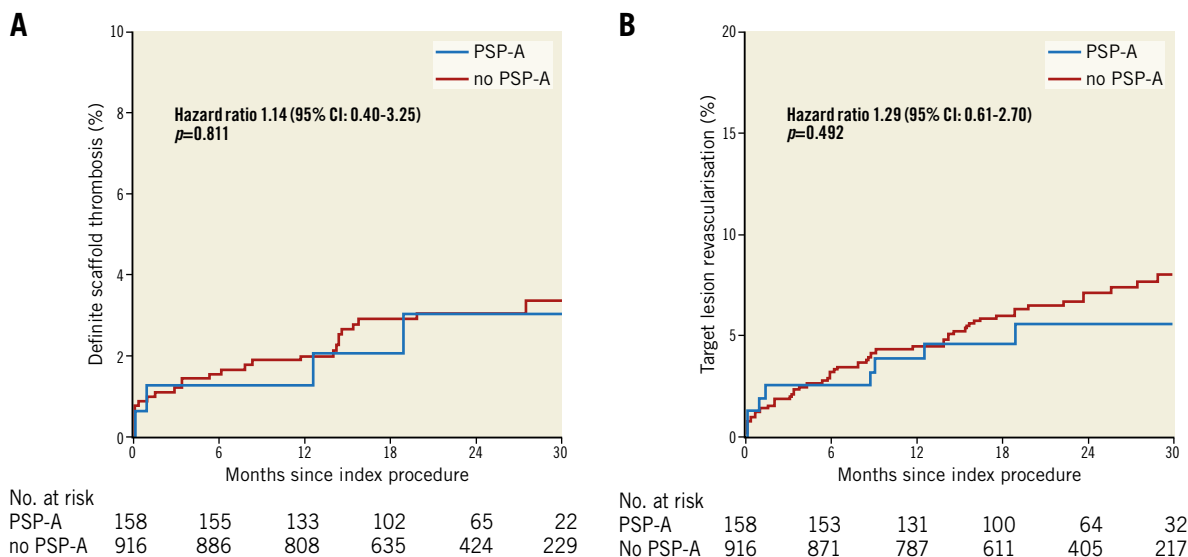 A
10
8
6
4
2
0
Definite scaffold thrombosis (%)
PSP-A
no PSP-A
Hazard ratio 1.14 (95% CI: 0.40-3.25)
p=0.811
0 6 12 18 24 30
Months since index procedure
No. at risk
PSP-A 158 155 133 102 65 22
no PSP-A 916 886 808 635 424 229
B
20
15
10
5
0
Target lesion revascularisation (%)
PSP-A
no PSP-A
Hazard ratio 1.29 (95% CI: 0.61-2.70)
p=0.492
0 6 12 18 24 30
Months since index procedure
No. at risk
PSP-A 158 153 131 100 64 32
No PSP-A 916 871 787 611 405 217